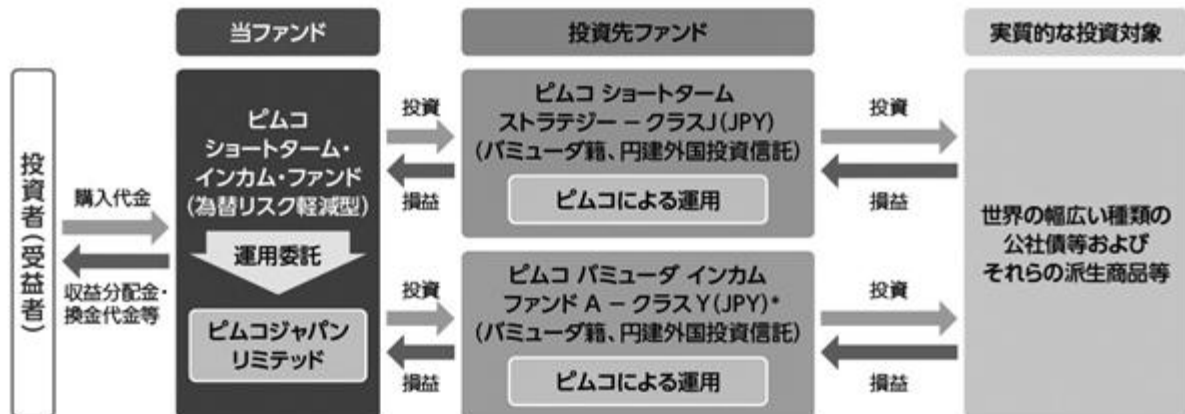 当ファンド
投資先ファンド
実質的な投資対象
投資者（受益者）
購入代金
収益分配金・
換金代金等
ピムコ
ショートターム・
インカム・ファンド
(為替リスク軽減型)
運用委託
ピムコジャパン
リミテッド
投資
損益
投資
損益
ピムコ ショートターム
ストラテジー － クラスJ(JPY)
(バミューダ籍、円建外国投資信託)
ピムコによる運用
ピムコ バミューダ インカム
ファンド A － クラス Y(JPY)*
(バミューダ籍、円建外国投資信託)
ピムコによる運用
投資
損益
投資
損益
世界の幅広い種類の
公社債等および
それらの派生商品等